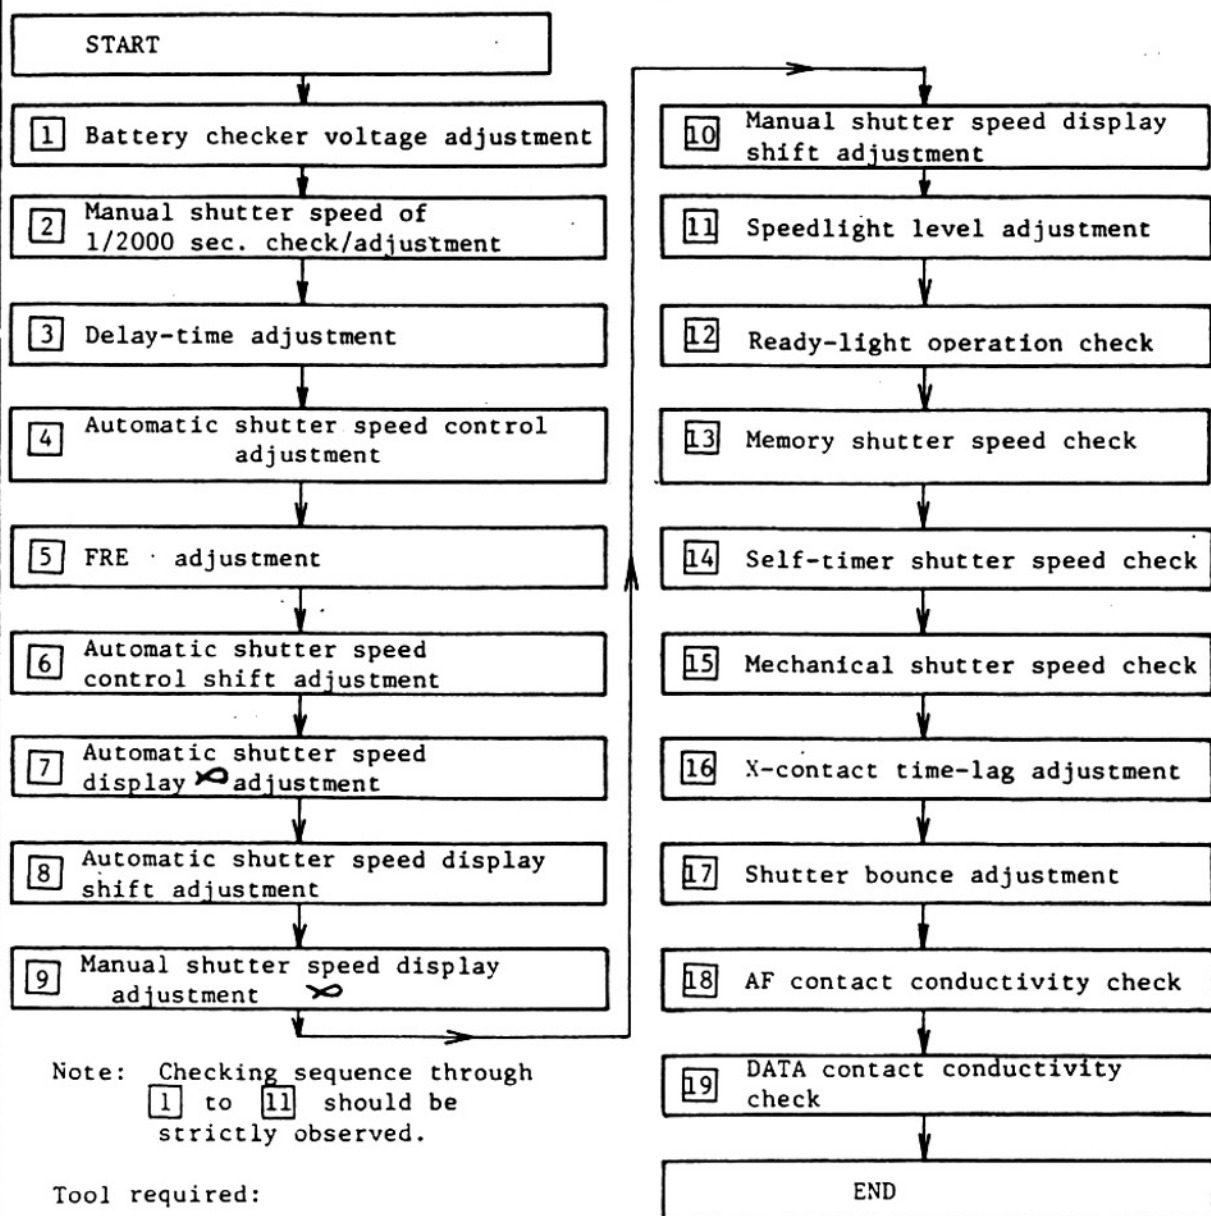 START
1 Battery checker voltage adjustment
2 Manual shutter speed of
1/2000 sec. check/adjustment
3 Delay-time adjustment
4 Automatic shutter speed control
adjustment
5 FRE adjustment
6 Automatic shutter speed
control shift adjustment
7 Automatic shutter speed
display ∝ adjustment
8 Automatic shutter speed display
shift adjustment
9 Manual shutter speed display
adjustment ∝
Note: Checking sequence through
1 to 11 should be
strictly observed.
Tool required:
10 Manual shutter speed display
shift adjustment
11 Speedlight level adjustment
12 Ready-light operation check
13 Memory shutter speed check
14 Self-timer shutter speed check
15 Mechanical shutter speed check
16 X-contact time-lag adjustment
17 Shutter bounce adjustment
18 AF contact conductivity check
19 DATA contact conductivity
check
END